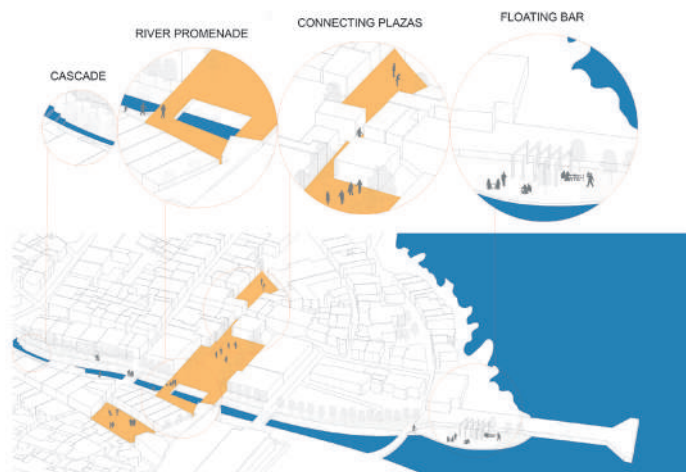 CASCADE
RIVER PROMENADE
CONNECTING PLAZAS
FLOATING BAR